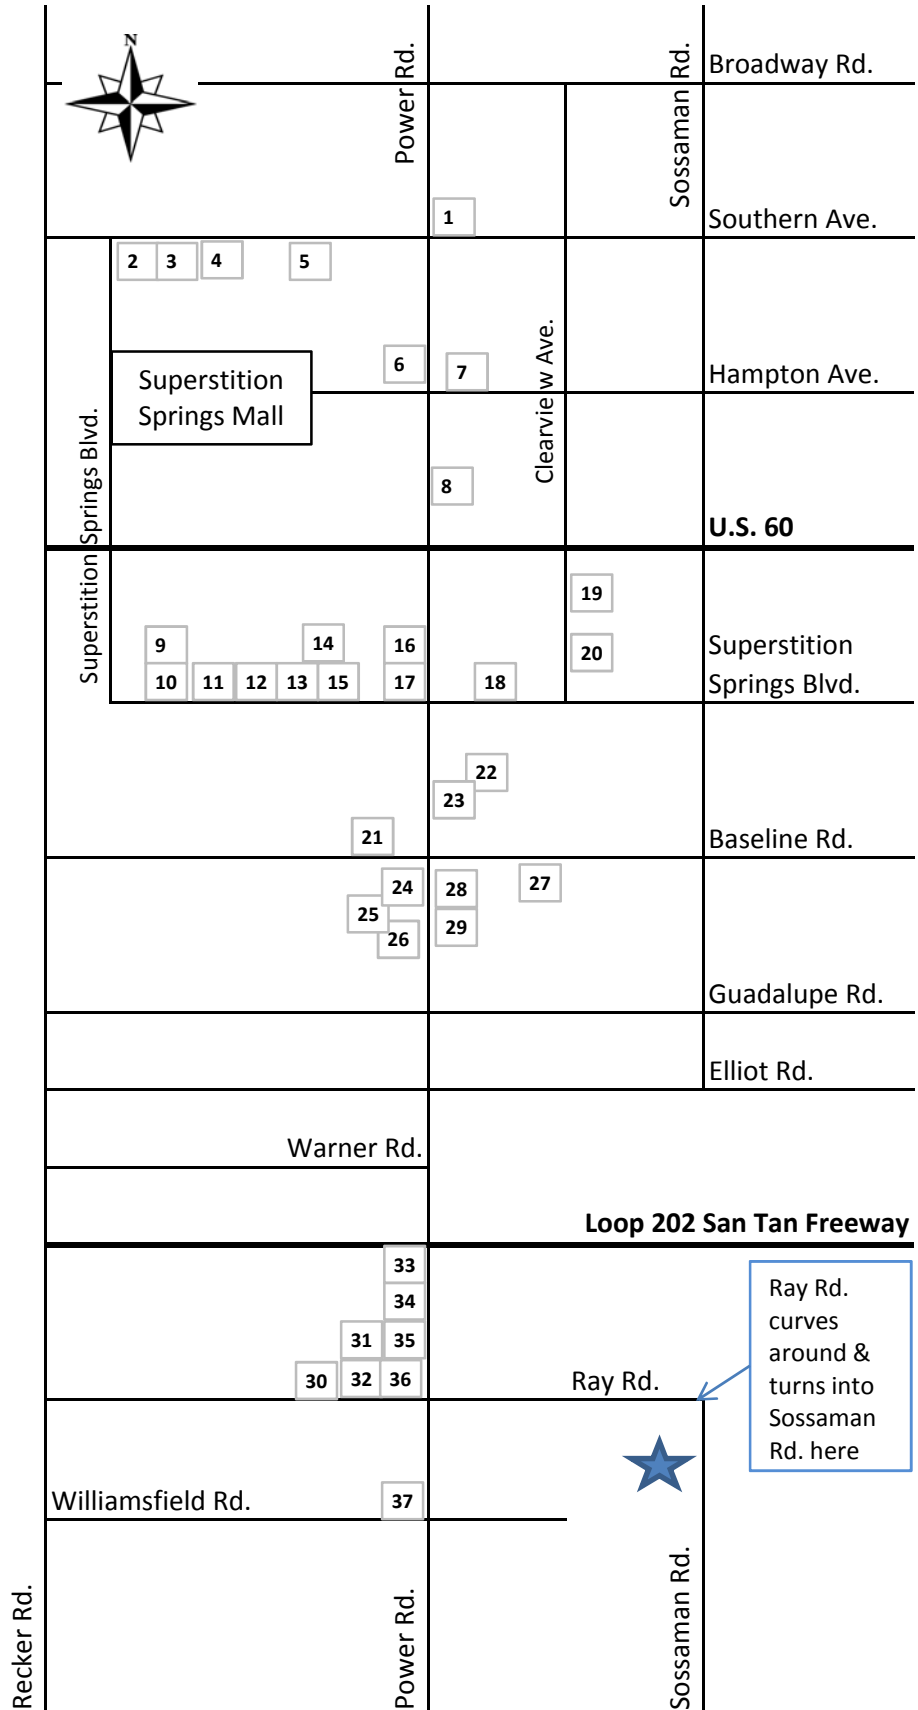 N
Power Rd.
Sossaman Rd.
Broadway Rd.
1
Southern Ave.
2
3
4
5
Superstition Springs Blvd.
Clearvie w Ave.
6
7
Superstition
Springs Mall
Hampton Ave.
8
U.S. 60
19
9
14
16
20
Superstition
Springs Blvd.
10
11
12
13
15
17
18
22
23
21
Baseline Rd.
24
28
27
25
26
29
Guadalupe Rd.
Elliot Rd.
Warner Rd.
Loop 202 San Tan Freeway
33
34
31
35
30
32
36
Ray Rd.
Ray Rd.
curves
around &
turns into
Sossaman
Rd. here
Williamsfield Rd.
37
Recker Rd.
Power Rd.
Sossaman Rd.